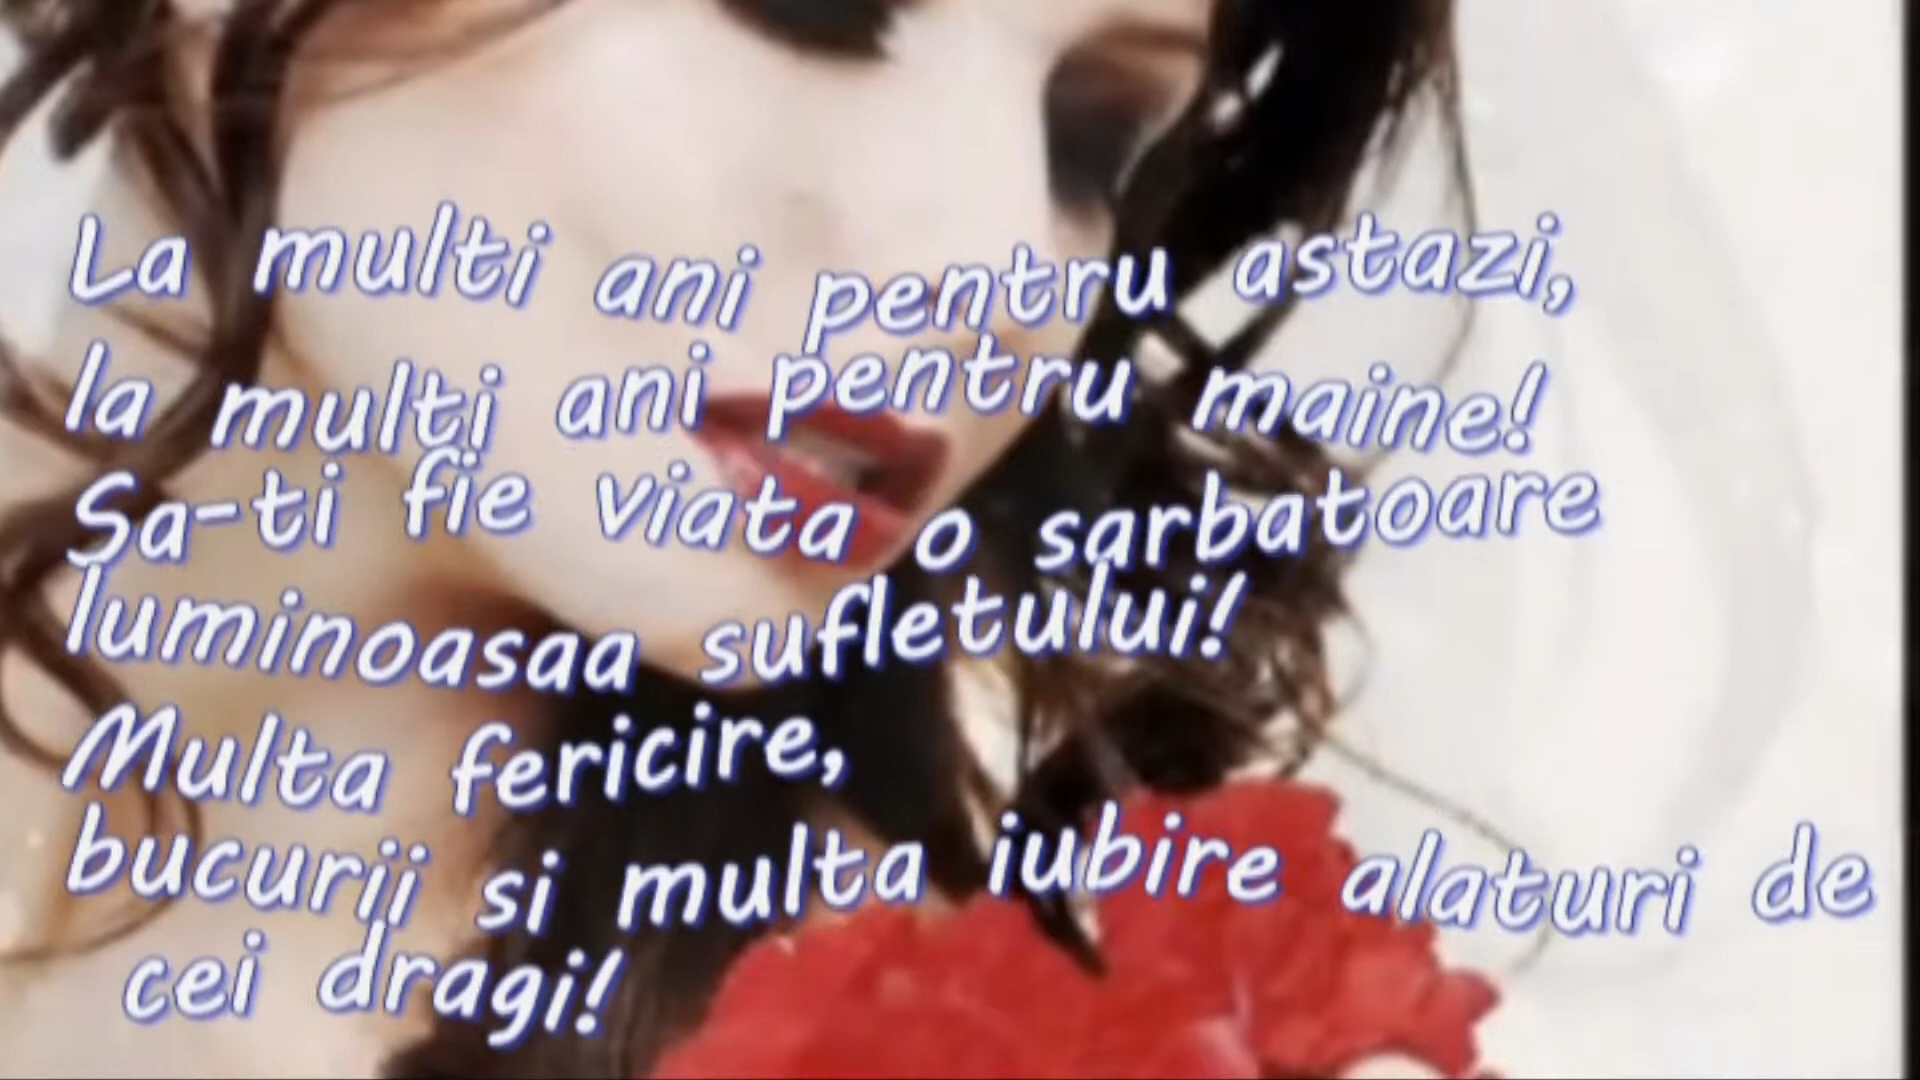 La multi ani pentru astazi,
la multi ani pentru maine!
Sa-ti fie viata o sarbatoare
luminoasaa sufletului!
Multa fericire,
bucurii si multa iubire alaturi de
cei dragi!